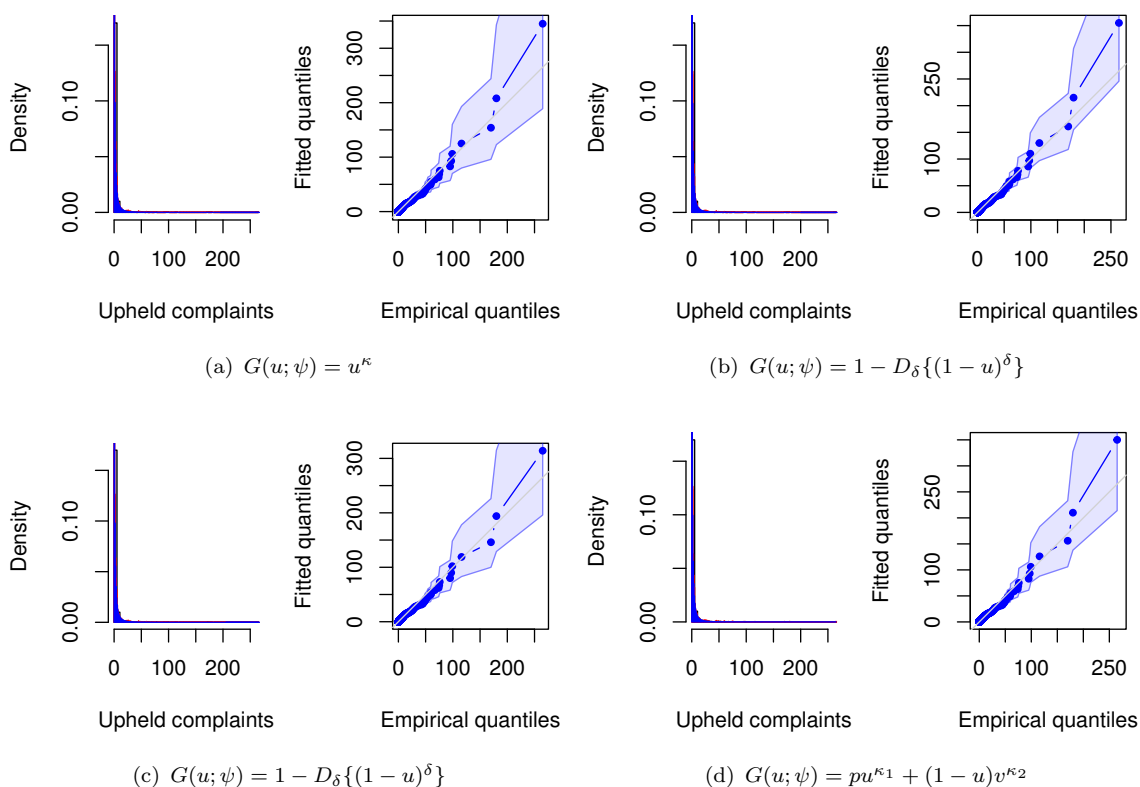 Density
0.10
0.00
0 100 200
Upheld complaints
Fitted quantiles
300
200
100
0
0 100 200
Empirical quantiles
(a) G(u; ψ) = u^κ
Density
0.10
0.00
0 100 200
Upheld complaints
Fitted quantiles
250
100
0
0 100 250
Empirical quantiles
(b) G(u; ψ) = 1 − D_δ{(1 − u)^δ}
Density
0.10
0.00
0 100 200
Upheld complaints
Fitted quantiles
300
200
100
0
0 100 200
Empirical quantiles
(c) G(u; ψ) = 1 − D_δ{(1 − u)^δ}
Density
0.10
0.00
0 100 200
Upheld complaints
Fitted quantiles
250
100
0
0 100 250
Empirical quantiles
(d) G(u; ψ) = pu^κ1 + (1 − u)v^κ2